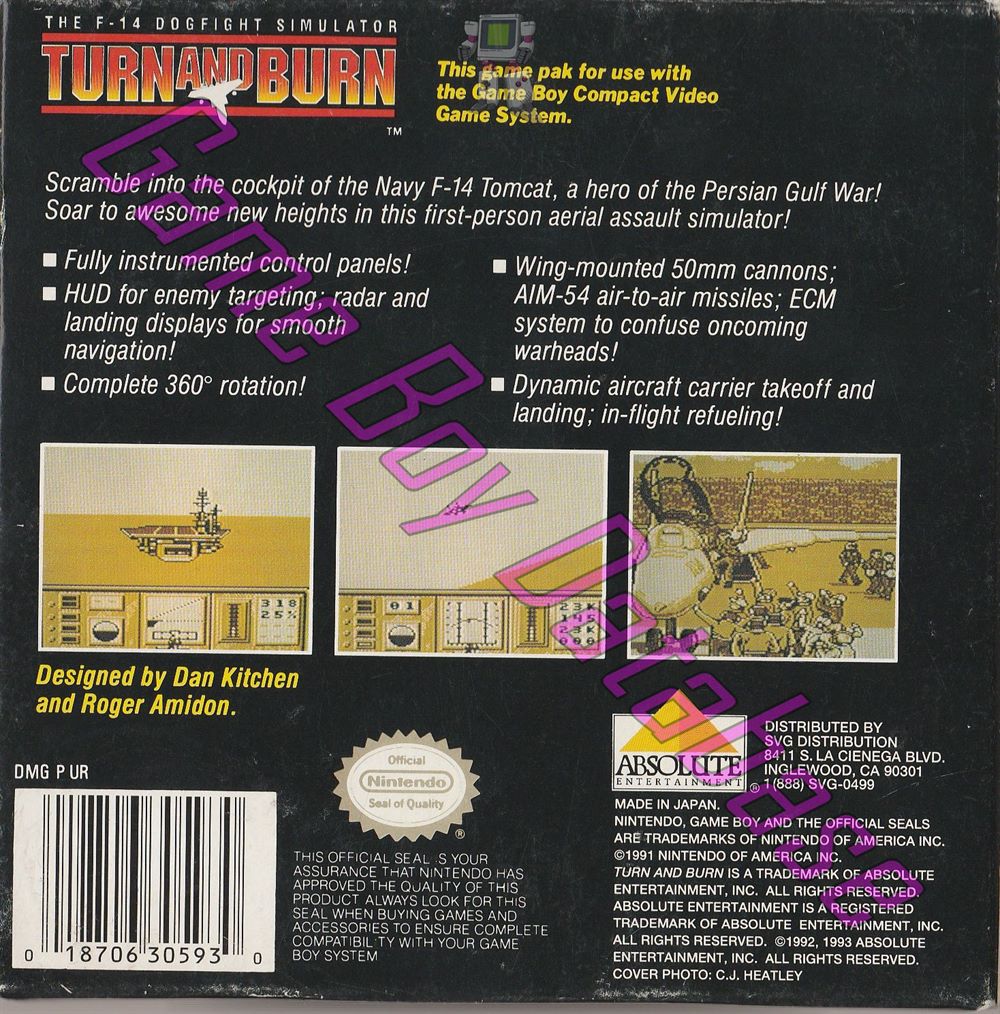 THE F-14 DOGFIGHT SIMULATOR
TURN AND BURN
™
This game pak for use with
the Game Boy Compact Video
Game System.
Scramble into the cockpit of the Navy F-14 Tomcat, a hero of the Persian Gulf War!
Soar to awesome new heights in this first-person aerial assault simulator!
■ Fully instrumented control panels!
■ HUD for enemy targeting; radar and
landing displays for smooth
navigation!
■ Complete 360° rotation!
■ Wing-mounted 50mm cannons;
AIM-54 air-to-air missiles; ECM
system to confuse oncoming
warheads!
■ Dynamic aircraft carrier takeoff and
landing; in-flight refueling!
Game Boy Database
318
25%
01
23K
145
23K
000
Designed by Dan Kitchen
and Roger Amidon.
DMG P UR
0 18706 30593 0
Official
Nintendo
Seal of Quality
®
THIS OFFICIAL SEAL IS YOUR
ASSURANCE THAT NINTENDO HAS
APPROVED THE QUALITY OF THIS
PRODUCT ALWAYS LOOK FOR THIS
SEAL WHEN BUYING GAMES AND
ACCESSORIES TO ENSURE COMPLETE
COMPATIBILITY WITH YOUR GAME
BOY SYSTEM
ABSOLUTE
ENTERTAINMENT
®
DISTRIBUTED BY
SVG DISTRIBUTION
8411 S. LA CIENEGA BLVD.
INGLEWOOD, CA 90301
1(888) SVG-0499
MADE IN JAPAN.
NINTENDO, GAME BOY AND THE OFFICIAL SEALS
ARE TRADEMARKS OF NINTENDO OF AMERICA INC.
©1991 NINTENDO OF AMERICA INC.
TURN AND BURN IS A TRADEMARK OF ABSOLUTE
ENTERTAINMENT, INC. ALL RIGHTS RESERVED.
ABSOLUTE ENTERTAINMENT IS A REGISTERED
TRADEMARK OF ABSOLUTE ENTERTAINMENT, INC.
ALL RIGHTS RESERVED. ©1992, 1993 ABSOLUTE
ENTERTAINMENT, INC. ALL RIGHTS RESERVED.
COVER PHOTO: C.J. HEATLEY